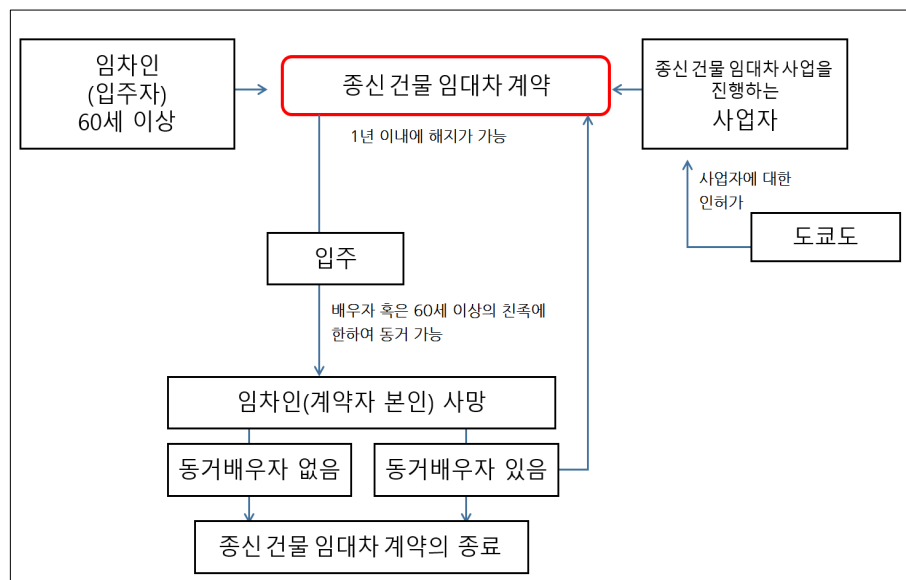 임차인
(입주자)
60세 이상
종신 건물 임대차 계약
종신 건물 임대차 사업을
진행하는
사업자
1년 이내에 해지가 가능
사업자에 대한
인허가
도쿄도
입주
배우자 혹은 60세 이상의 친족에
한하여 동거 가능
임차인(계약자 본인) 사망
동거배우자 없음
동거배우자 있음
종신 건물 임대차 계약의 종료